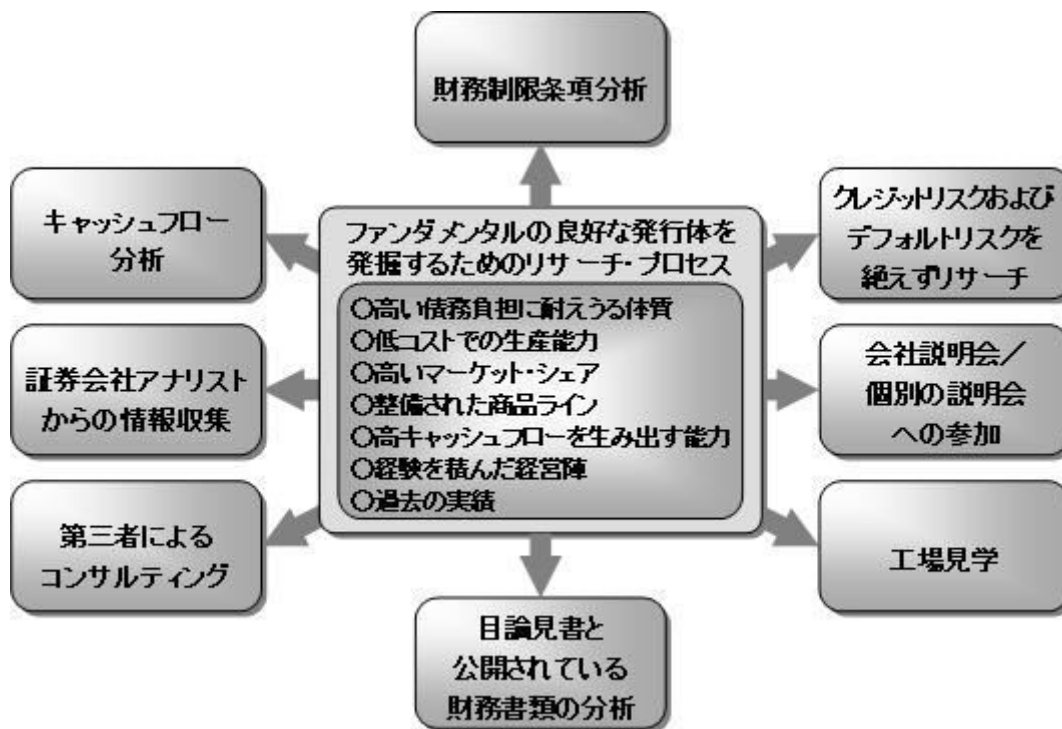 財務制限条項分析
キャッシュフロー
分析
クレジットリスクおよび
デフォルトリスクを
絶えずリサーチ
ファンダメンタルの良好な発行体を
発掘するためのリサーチ・プロセス
○高い債務負担に耐えうる体質
○低コストでの生産能力
○高いマーケット・シェア
○整備された商品ライン
○高キャッシュフローを生み出す能力
○経験を積んだ経営陣
○過去の実績
証券会社アナリスト
からの情報収集
会社説明会／
個別の説明会
への参加
第三者による
コンサルティング
工場見学
目論見書と
公開されている
財務書類の分析